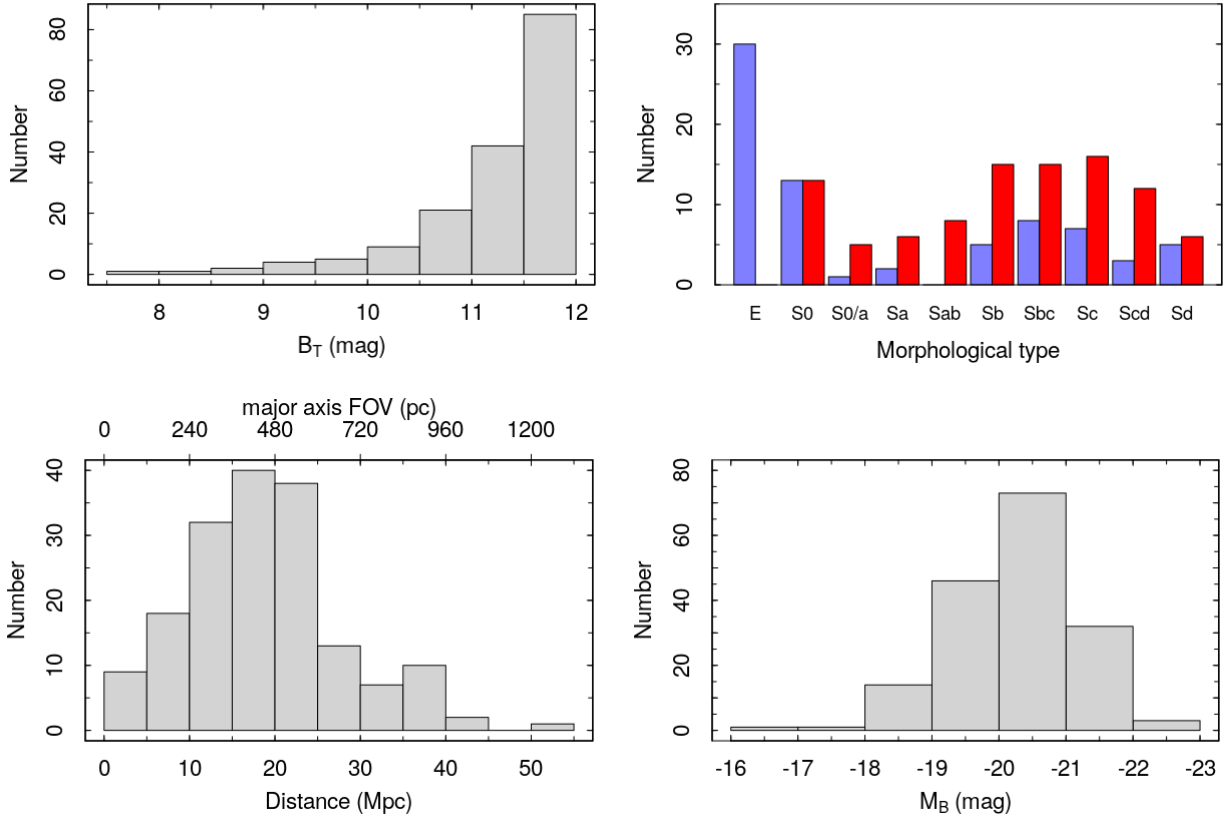 Number
0 20 40 60 80
8 9 10 11 12
B_T (mag)
Number
0 10 20 30
E S0 S0/a Sa Sab Sb Sbc Sc Scd Sd
Morphological type
major axis FOV (pc)
0 240 480 720 960 1200
Number
0 10 20 30 40
0 10 20 30 40 50
Distance (Mpc)
Number
0 20 40 60 80
-16 -17 -18 -19 -20 -21 -22 -23
M_B (mag)